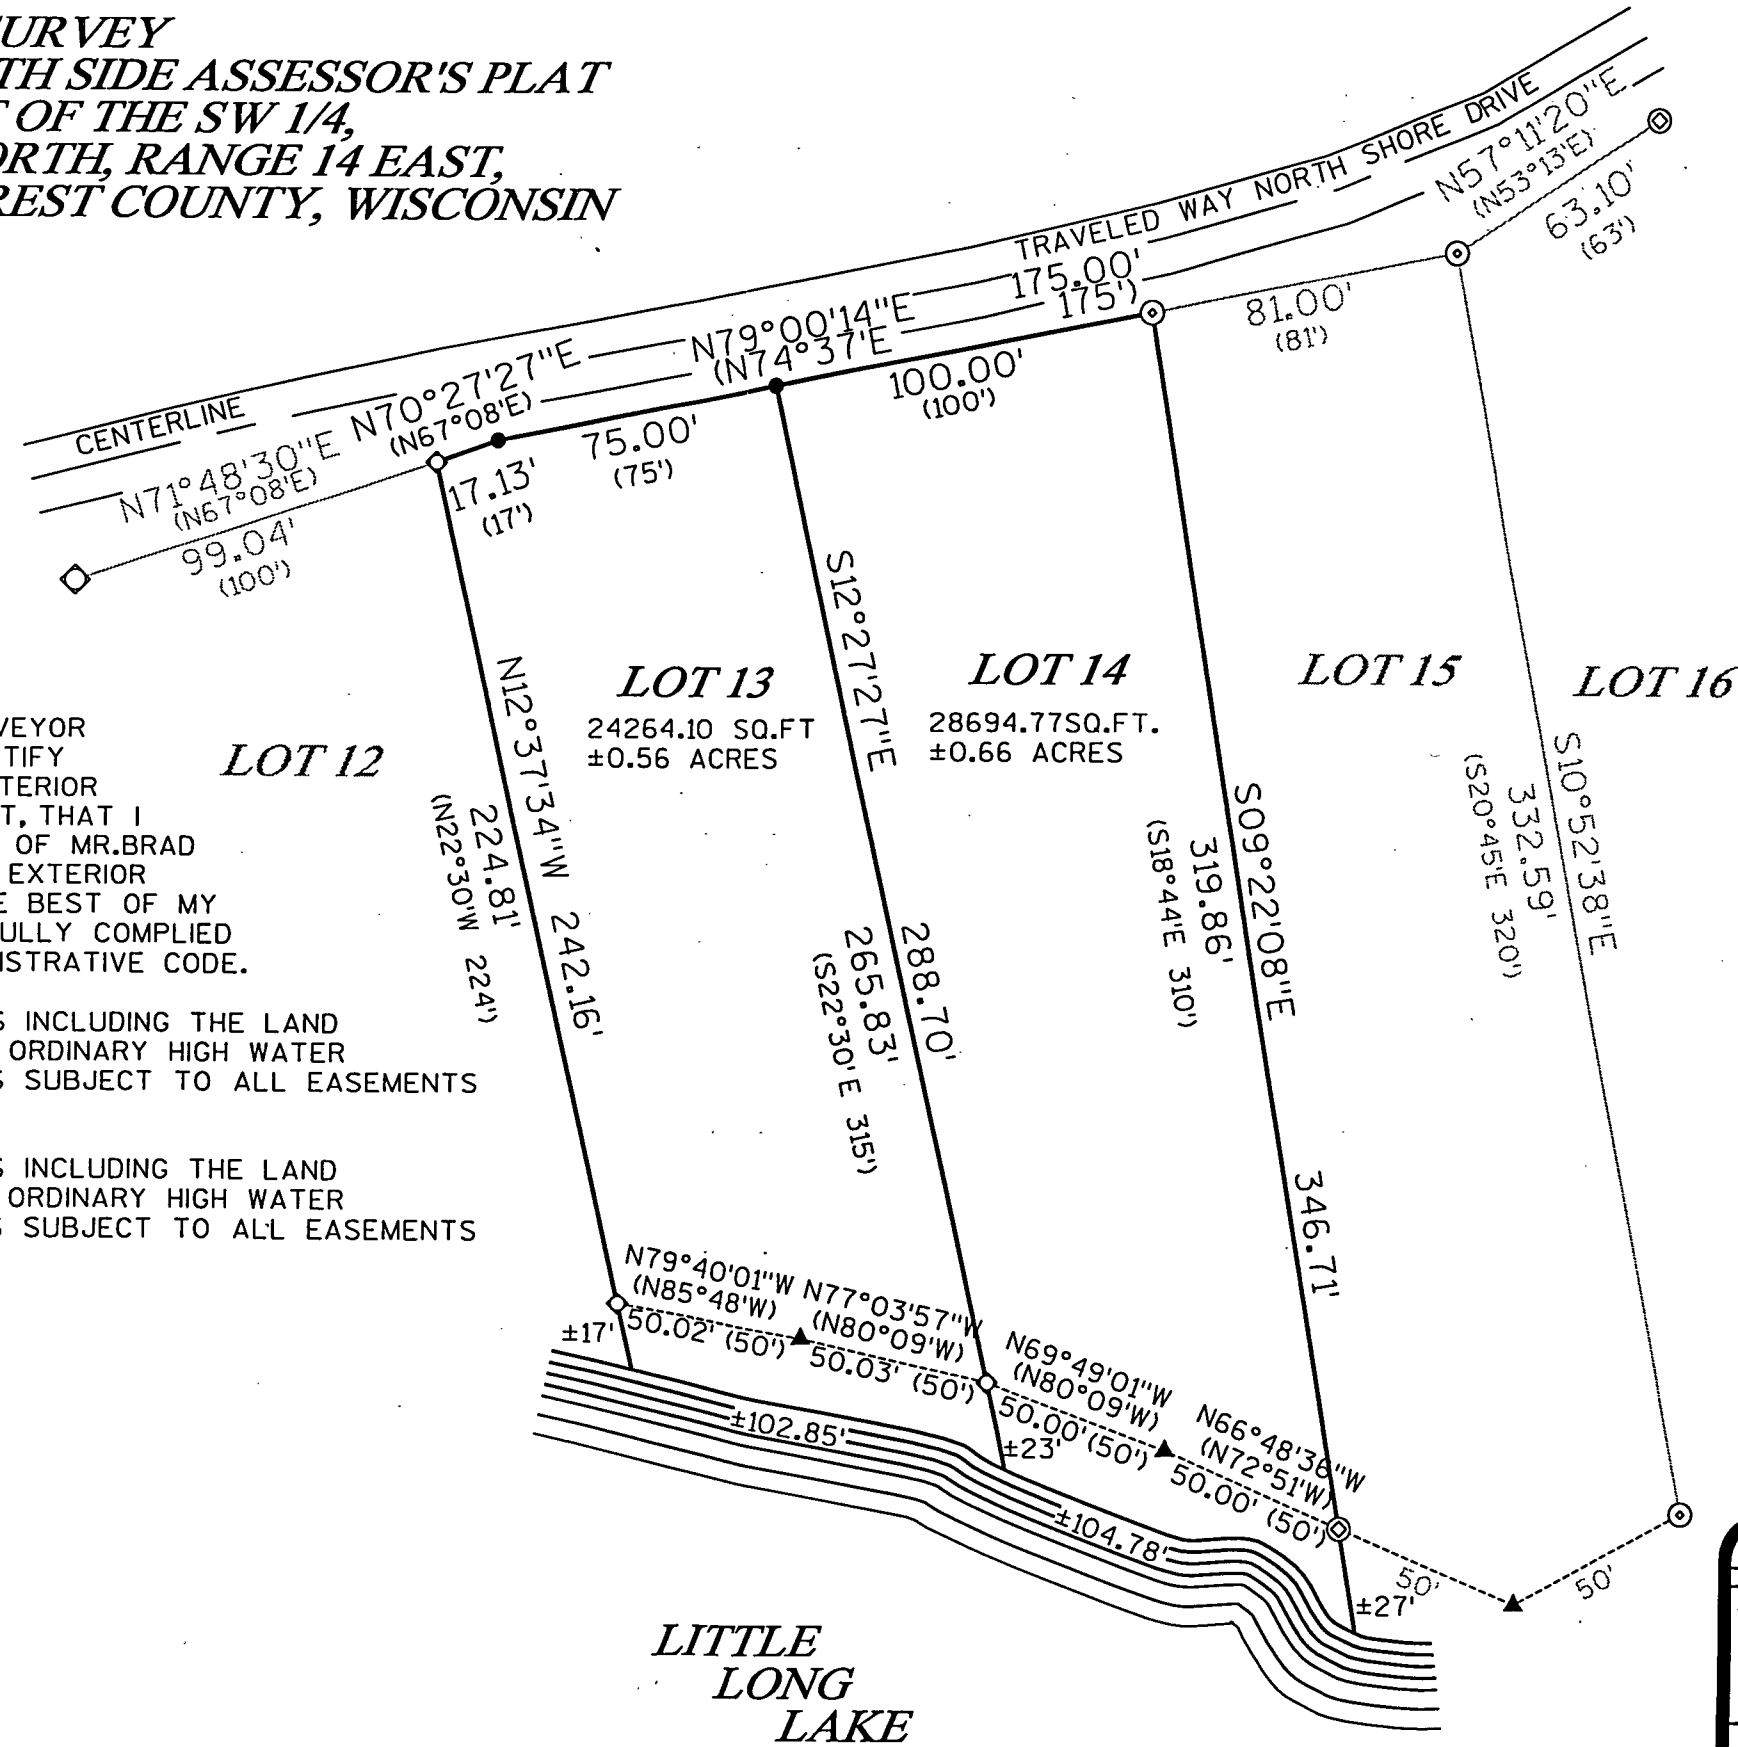 URVEY
TH SIDE ASSESSOR'S PLAT
OF THE SW 1/4,
ORTH, RANGE 14 EAST,
REST COUNTY, WISCONSIN
CENTERLINE
TRAVELED WAY NORTH SHORE DRIVE
N71°48'30"E
(N67°08'E)
99.04'
(100')
N70°27'27"E
(N67°08'E)
17.13'
(17')
N79°00'14"E
(N74°37'E
175.00'
175')
75.00'
(75')
100.00'
(100')
81.00'
(81')
N57°11'20"E
(N53°13'E)
63.10'
(63')
LOT 12
LOT 13
24264.10 SQ.FT
±0.56 ACRES
LOT 14
28694.77SQ.FT.
±0.66 ACRES
LOT 15
LOT 16
N12°37'34"W 242.16'
224.81'
(N22°30'W 224')
S12°27'27"E
288.70'
265.83'
(S22°30'E 315')
S09°22'08"E
346.71'
319.86'
(S18°44'E 310')
S10°52'38"E
332.59'
(S20°45'E 320')
VEYOR
TIFY
TERIOR
T, THAT I
OF MR.BRAD
EXTERIOR
E BEST OF MY
ULLY COMPLIED
ISTRATIVE CODE.
S INCLUDING THE LAND
ORDINARY HIGH WATER
S SUBJECT TO ALL EASEMENTS
S INCLUDING THE LAND
ORDINARY HIGH WATER
S SUBJECT TO ALL EASEMENTS
N79°40'01"W
(N85°48'W)
50.02' (50')
N77°03'57"W
(N80°09'W)
50.03' (50')
N69°49'01"W
(N80°09'W)
50.00'(50')
N66°48'36"W
(N72°51'W)
50.00' (50')
50'
50'
±17'
±102.85'
±23'
±104.78'
±27'
LITTLE
LONG
LAKE